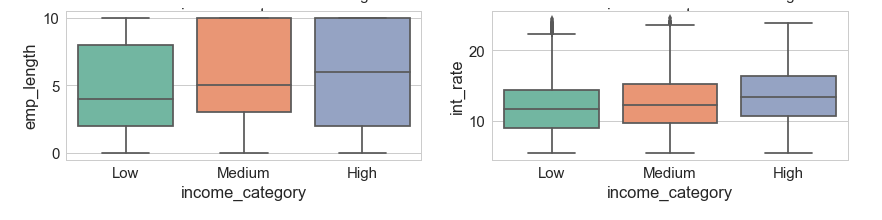 10
5
0
emp_length
Low Medium High
income_category
20
10
int_rate
Low Medium High
income_category